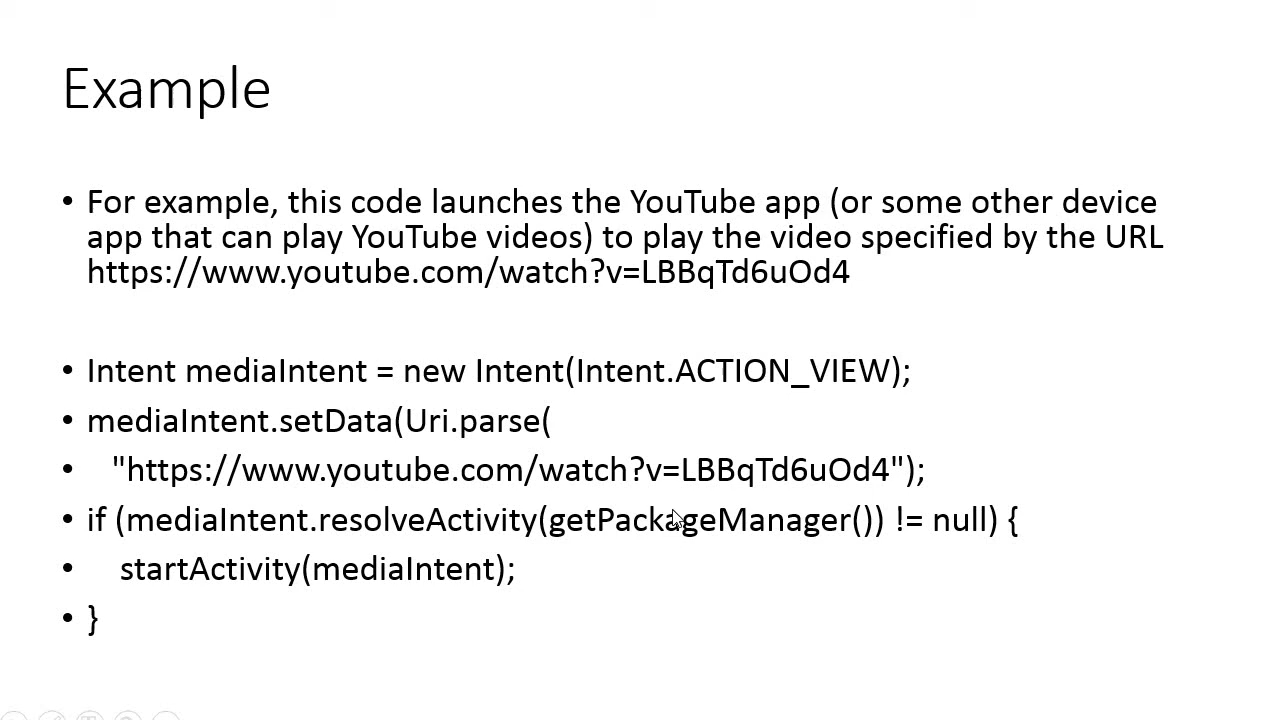 Example
• For example, this code launches the YouTube app (or some other device
app that can play YouTube videos) to play the video specified by the URL
https://www.youtube.com/watch?v=LBBqTd6uOd4
• Intent mediaIntent = new Intent(Intent.ACTION_VIEW);
• mediaIntent.setData(Uri.parse(
• "https://www.youtube.com/watch?v=LBBqTd6uOd4");
• if (mediaIntent.resolveActivity(getPackageManager()) != null) {
• startActivity(mediaIntent);
• }